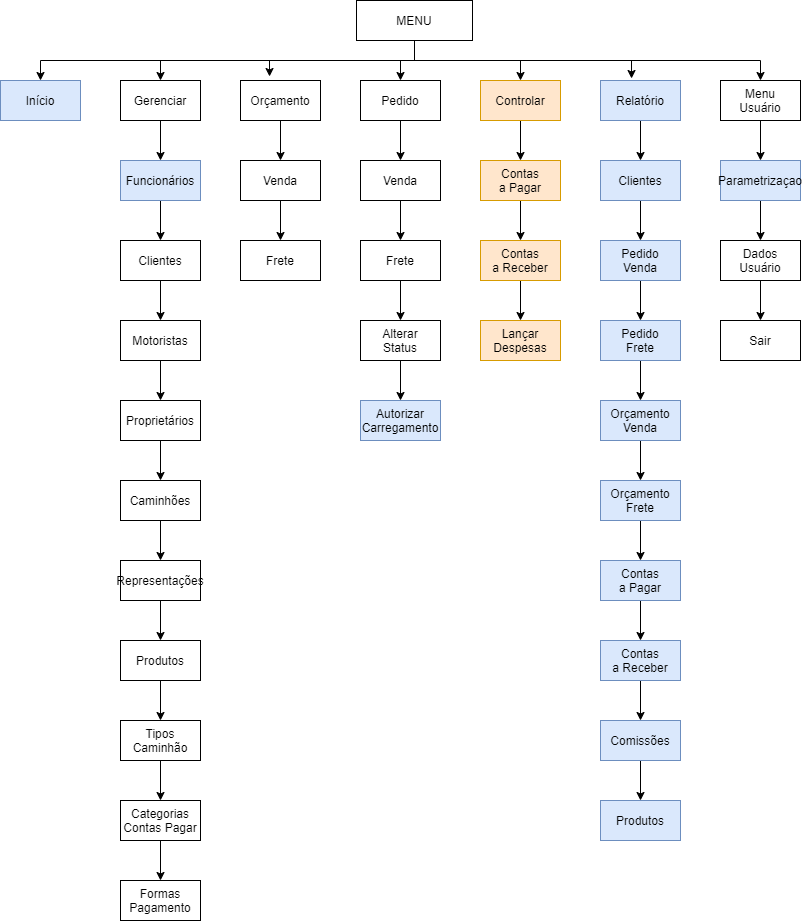 MENU
Início
Gerenciar
Orçamento
Pedido
Controlar
Relatório
Menu
Usuário
Funcionários
Venda
Venda
Contas
a Pagar
Clientes
Parametrizaçao
Clientes
Frete
Frete
Contas
a Receber
Pedido
Venda
Dados
Usuário
Motoristas
Alterar
Status
Lançar
Despesas
Pedido
Frete
Sair
Proprietários
Autorizar
Carregamento
Orçamento
Venda
Caminhões
Orçamento
Frete
Representações
Contas
a Pagar
Produtos
Contas
a Receber
Tipos
Caminhão
Comissões
Categorias
Contas Pagar
Produtos
Formas
Pagamento